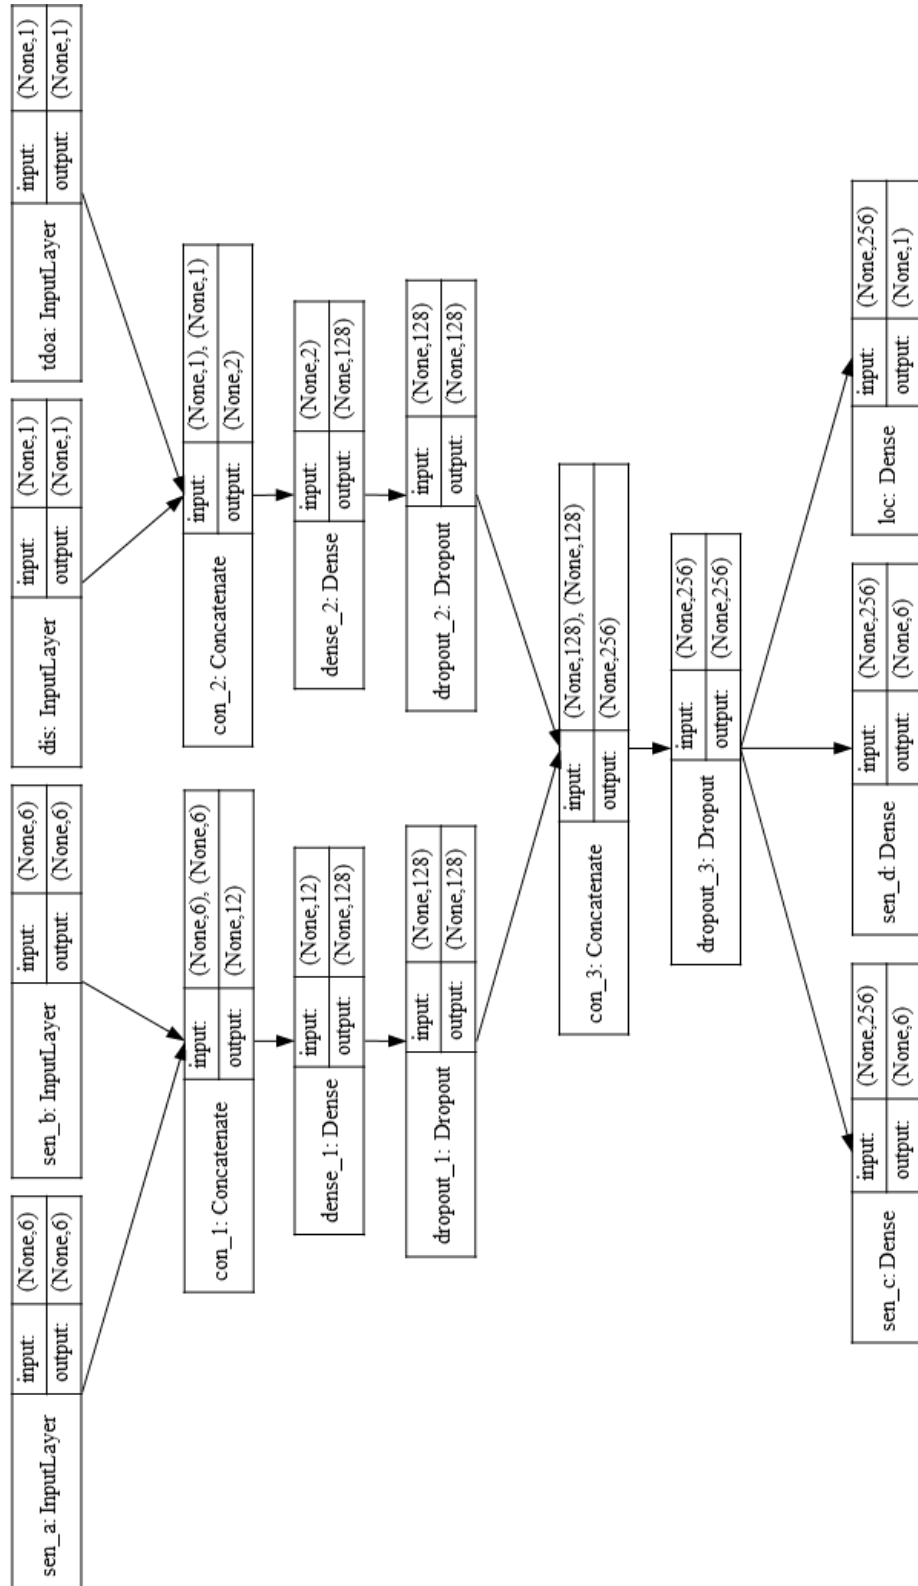 sen_a: InputLayer
input:
(None,6)
output:
(None,6)
sen_b: InputLayer
input:
(None,6)
output:
(None,6)
dis: InputLayer
input:
(None,1)
output:
(None,1)
tdoa: InputLayer
input:
(None,1)
output:
(None,1)
con_1: Concatenate
input:
(None,6), (None,6)
output:
(None,12)
con_2: Concatenate
input:
(None,1), (None,1)
output:
(None,2)
dense_1: Dense
input:
(None,12)
output:
(None,128)
dense_2: Dense
input:
(None,2)
output:
(None,128)
dropout_1: Dropout
input:
(None,128)
output:
(None,128)
dropout_2: Dropout
input:
(None,128)
output:
(None,128)
con_3: Concatenate
input:
(None,128), (None,128)
output:
(None,256)
dropout_3: Dropout
input:
(None,256)
output:
(None,256)
sen_c: Dense
input:
(None,256)
output:
(None,6)
sen_d: Dense
input:
(None,256)
output:
(None,6)
loc: Dense
input:
(None,256)
output:
(None,1)